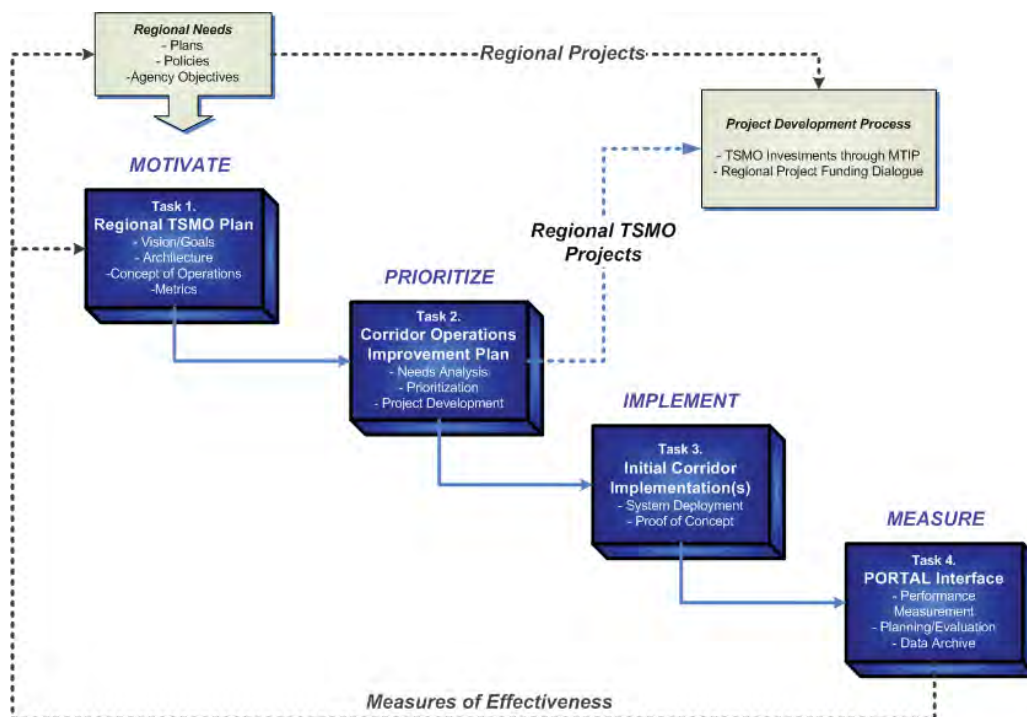 Regional Needs
- Plans
- Policies
-Agency Objectives
Regional Projects
Project Development Process
- TSMO Investments through MTIP
- Regional Project Funding Dialogue
MOTIVATE
Task 1.
Regional TSMO Plan
- Vision/Goals
- Architecture
-Concept of Operations
-Metrics
Regional TSMO
Projects
PRIORITIZE
Task 2.
Corridor Operations
Improvement Plan
- Needs Analysis
- Prioritization
- Project Development
IMPLEMENT
Task 3.
Initial Corridor
Implementation(s)
- System Deployment
- Proof of Concept
MEASURE
Task 4.
PORTAL Interface
- Performance
Measurement
- Planning/Evaluation
- Data Archive
Measures of Effectiveness